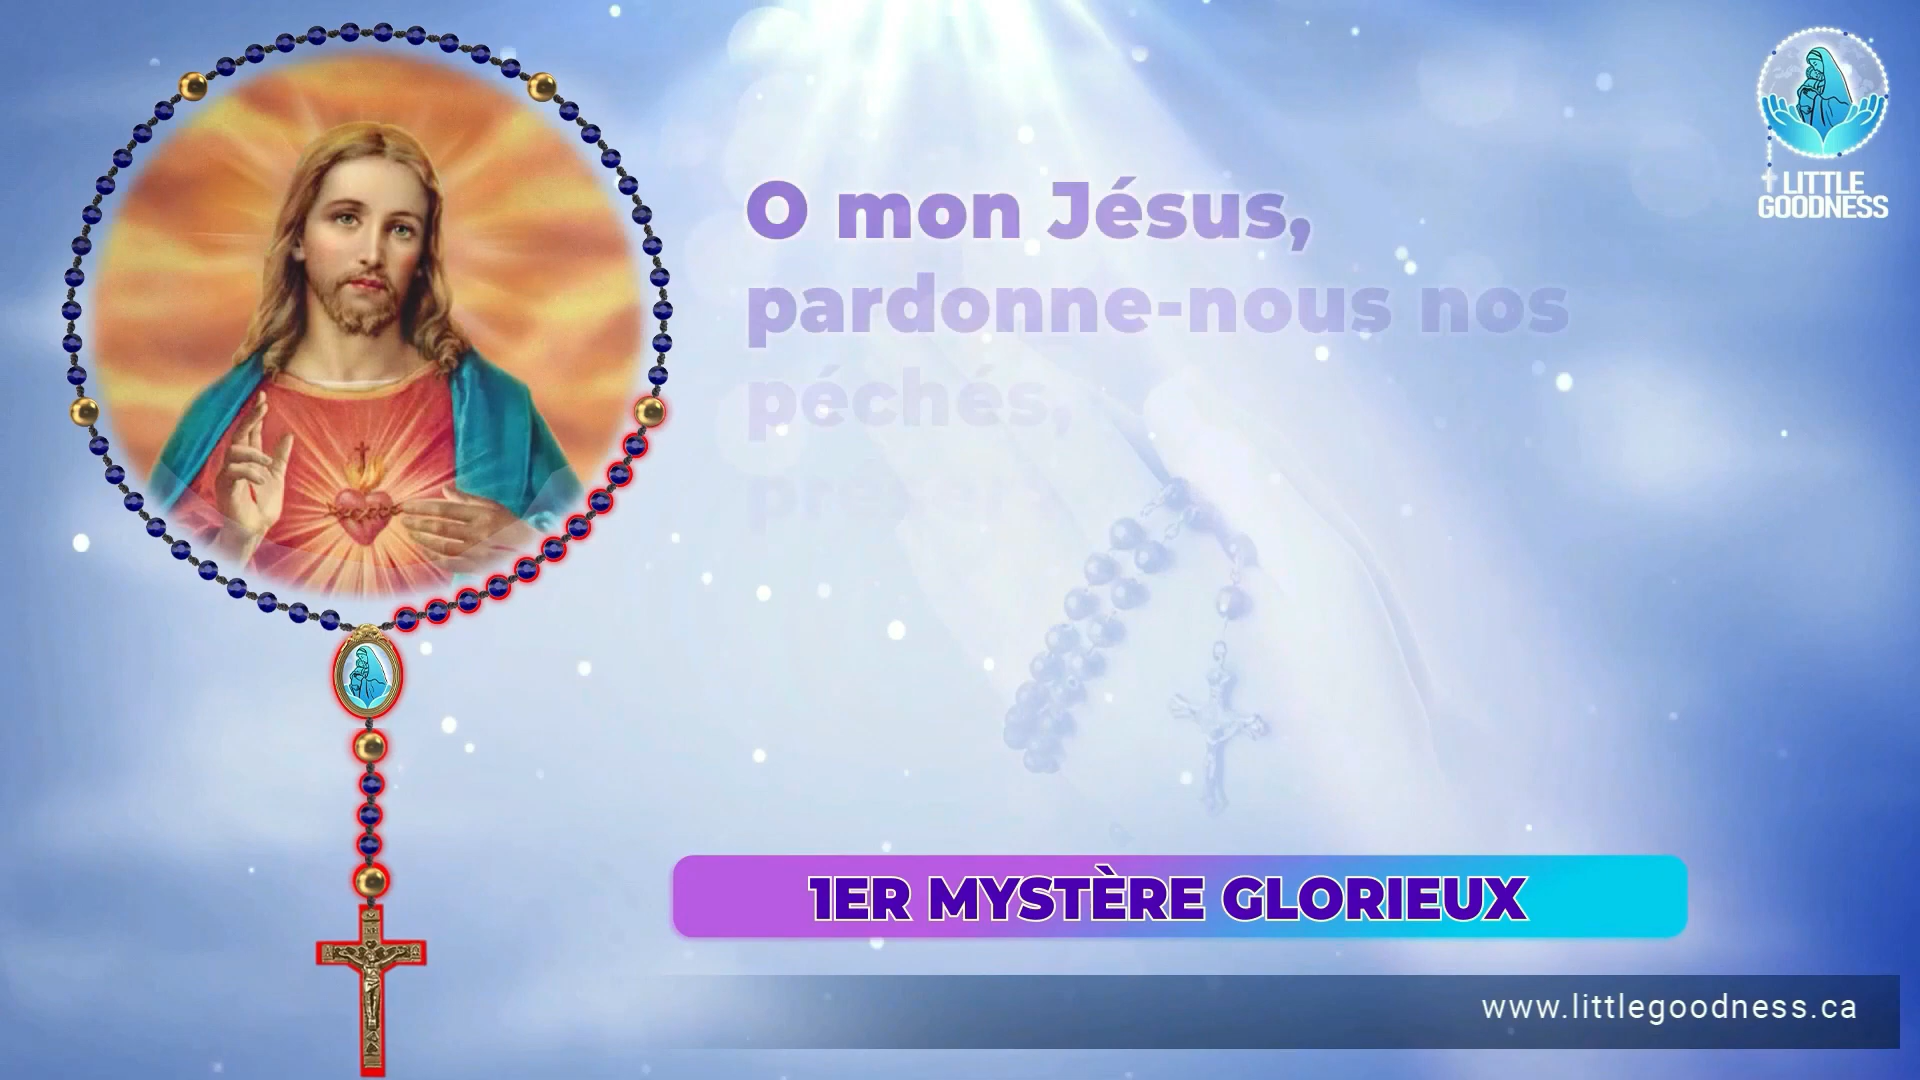 O mon Jésus,
pardonne-nous nos
péchés,
LITTLE
GOODNESS
1ER MYSTÈRE GLORIEUX
www.littlegoodness.ca